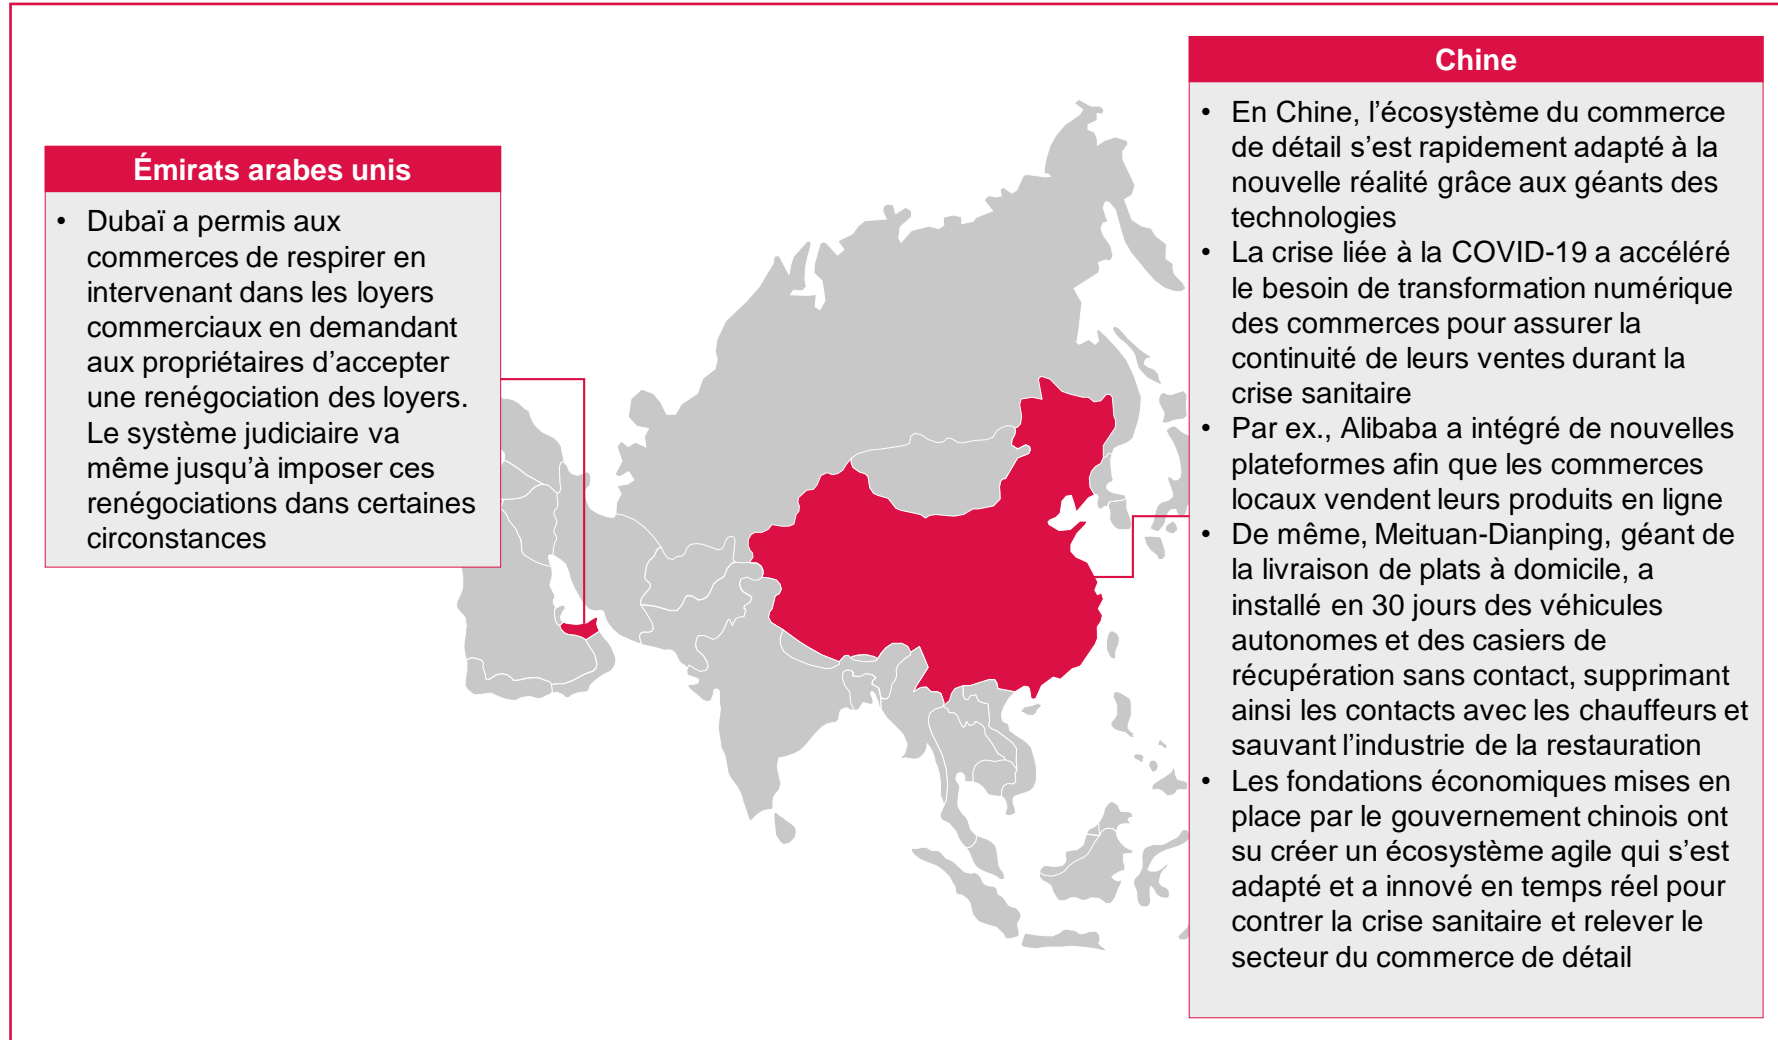 Émirats arabes unis
• Dubaï a permis aux
commerces de respirer en
intervenant dans les loyers
commerciaux en demandant
aux propriétaires d’accepter
une renégociation des loyers.
Le système judiciaire va
même jusqu’à imposer ces
renégociations dans certaines
circonstances
Chine
• En Chine, l’écosystème du commerce
de détail s’est rapidement adapté à la
nouvelle réalité grâce aux géants des
technologies
• La crise liée à la COVID-19 a accéléré
le besoin de transformation numérique
des commerces pour assurer la
continuité de leurs ventes durant la
crise sanitaire
• Par ex., Alibaba a intégré de nouvelles
plateformes afin que les commerces
locaux vendent leurs produits en ligne
• De même, Meituan-Dianping, géant de
la livraison de plats à domicile, a
installé en 30 jours des véhicules
autonomes et des casiers de
récupération sans contact, supprimant
ainsi les contacts avec les chauffeurs et
sauvant l’industrie de la restauration
• Les fondations économiques mises en
place par le gouvernement chinois ont
su créer un écosystème agile qui s’est
adapté et a innové en temps réel pour
contrer la crise sanitaire et relever le
secteur du commerce de détail